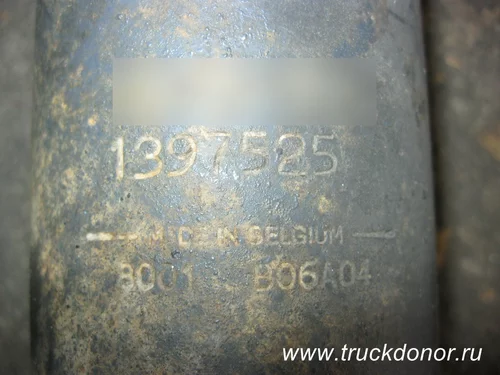 1397525
MADE IN BELGIUM
8001 B06A04
www.truckdonor.ru